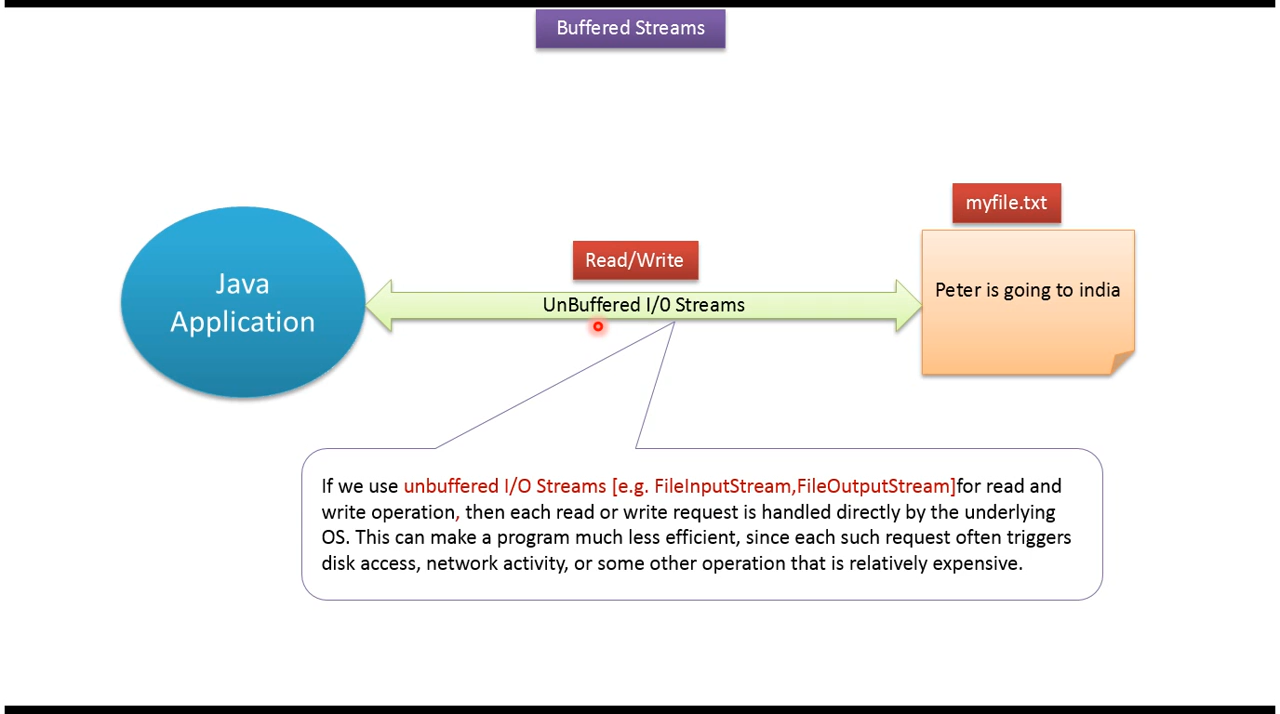 Buffered Streams
myfile.txt
Read/Write
Peter is going to india
Java
Application
UnBuffered I/0 Streams
If we use unbuffered I/O Streams [e.g. FileInputStream,FileOutputStream]for read and
write operation, then each read or write request is handled directly by the underlying
OS. This can make a program much less efficient, since each such request often triggers
disk access, network activity, or some other operation that is relatively expensive.